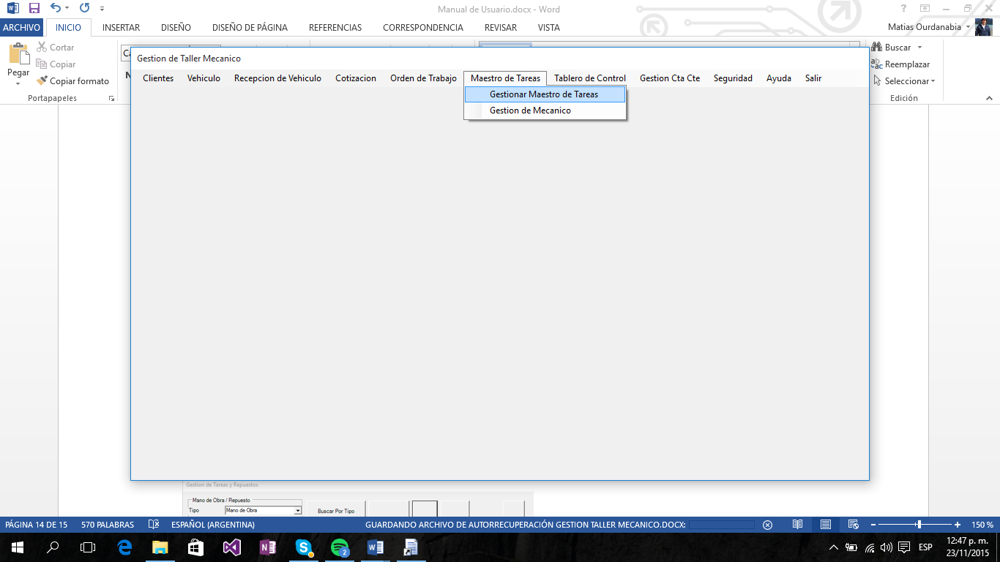 Manual de Usuario.docx - Word
ARCHIVO INICIO INSERTAR DISEÑO DISEÑO DE PÁGINA REFERENCIAS CORRESPONDENCIA REVISAR VISTA Matias Ourdanabia
Pegar
Cortar
Copiar
Copiar formato
Portapapeles
Buscar
Reemplazar
Seleccionar
Edición
Gestion de Taller Mecanico
Clientes Vehiculo Recepcion de Vehiculo Cotizacion Orden de Trabajo Maestro de Tareas Tablero de Control Gestion Cta Cte Seguridad Ayuda Salir
Gestionar Maestro de Tareas
Gestion de Mecanico
Gestion de Tareas y Repuestos
Mano de Obra / Repuesto
Tipo Mano de Obra Buscar Por Tipo
PÁGINA 14 DE 15 570 PALABRAS ESPAÑOL (ARGENTINA) GUARDANDO ARCHIVO DE AUTORRECUPERACIÓN GESTION TALLER MECANICO.DOCX: 150 %
2
ESP
12:47 p. m.
23/11/2015